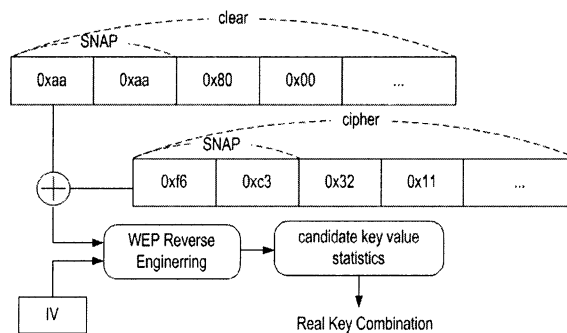 clear
SNAP
0xaa 0xaa 0x80 0x00 ...
cipher
SNAP
0xf6 0xc3 0x32 0x11 ...
WEP Reverse
Enginerring
candidate key value
statistics
IV
Real Key Combination